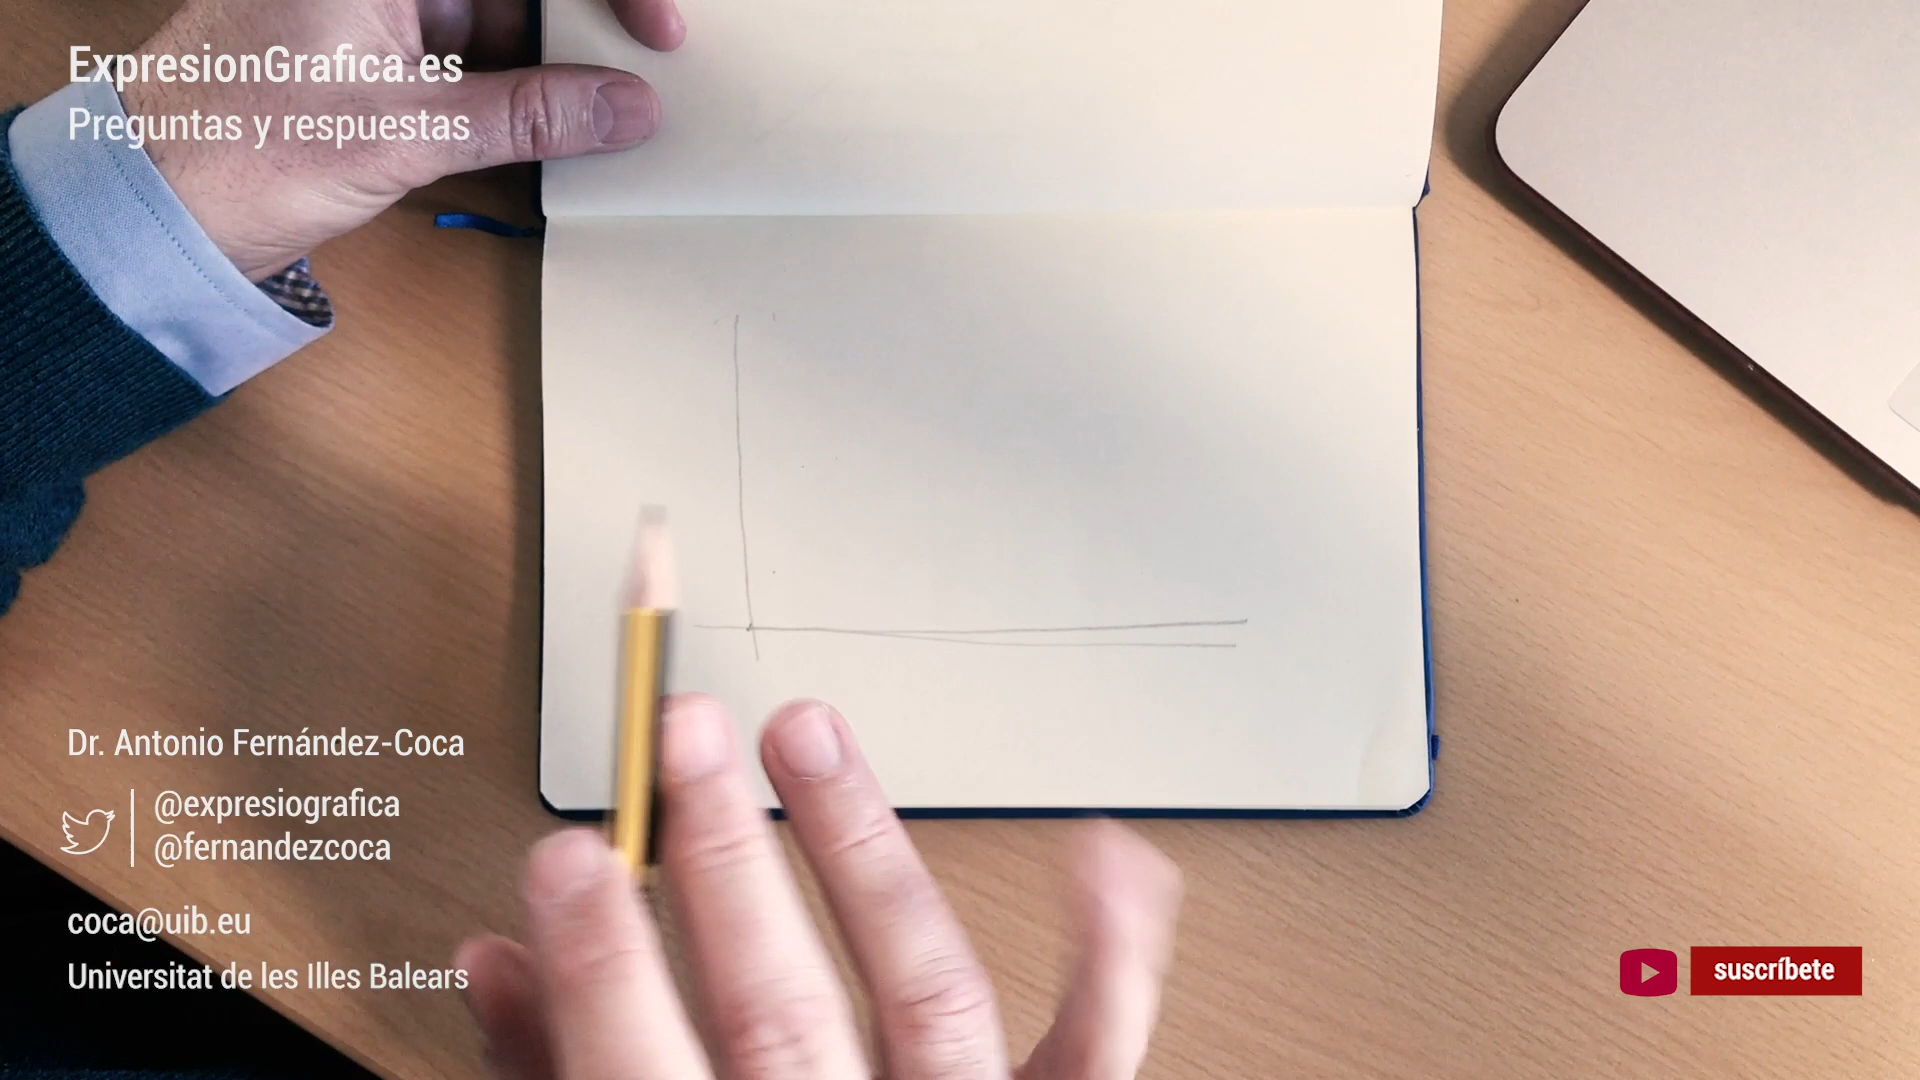 ExpresionGrafica.es
Preguntas y respuestas
Dr. Antonio Fernández-Coca
@expresiografica
@fernandezcoca
coca@uib.eu
Universitat de les Illes Balears
suscríbete